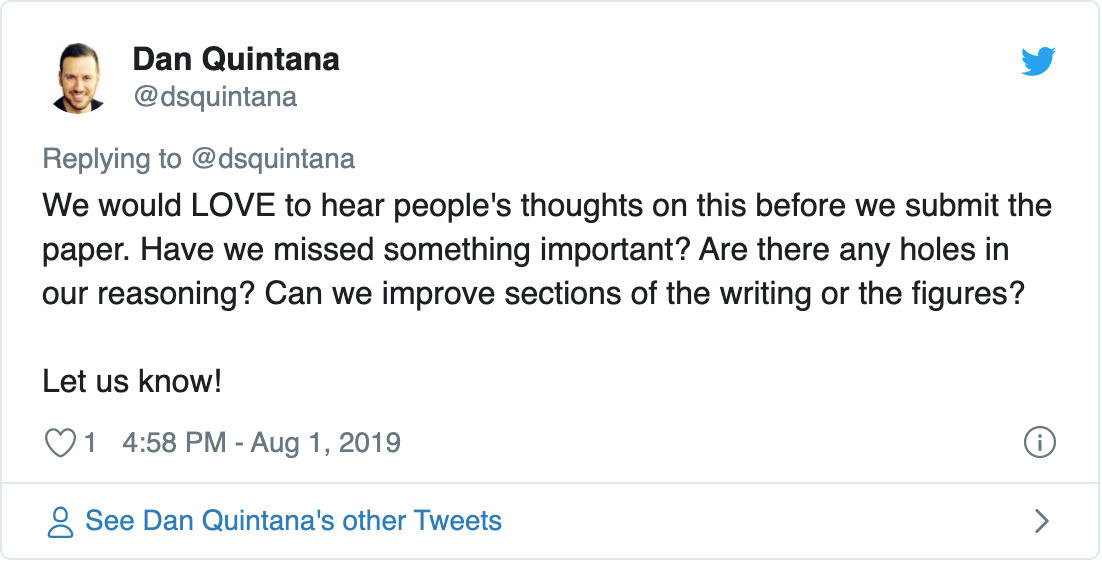 Dan Quintana
@dsquintana
Replying to @dsquintana
We would LOVE to hear people's thoughts on this before we submit the
paper. Have we missed something important? Are there any holes in
our reasoning? Can we improve sections of the writing or the figures?
Let us know!
1 4:58 PM - Aug 1, 2019
See Dan Quintana's other Tweets